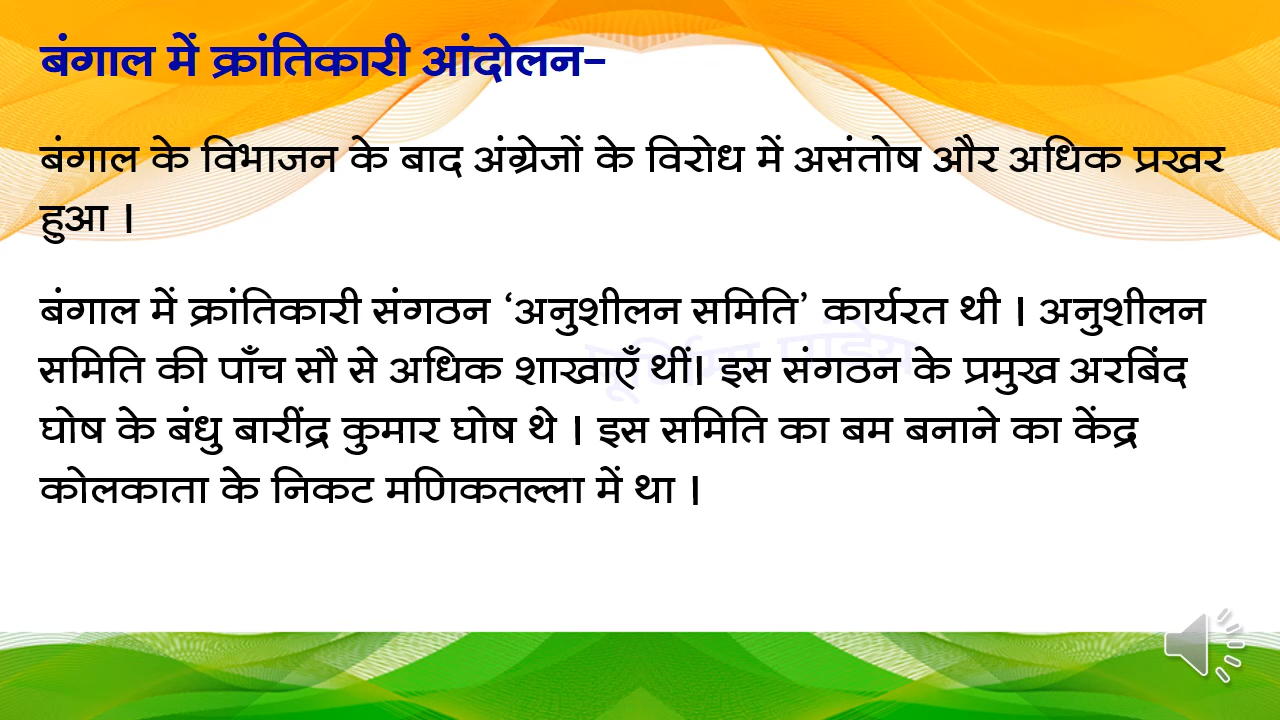 बंगाल में क्रांतिकारी आंदोलन-
बंगाल के विभाजन के बाद अंग्रेजों के विरोध में असंतोष और अधिक प्रखर
हुआ ।
बंगाल में क्रांतिकारी संगठन ‘अनुशीलन समिति’ कार्यरत थी । अनुशीलन
समिति की पाँच सौ से अधिक शाखाएँ थीं। इस संगठन के प्रमुख अरबिंद
घोष के बंधु बारींद्र कुमार घोष थे । इस समिति का बम बनाने का केंद्र
कोलकाता के निकट मणिकतल्ला में था ।
पूर्णिमा पांडेय